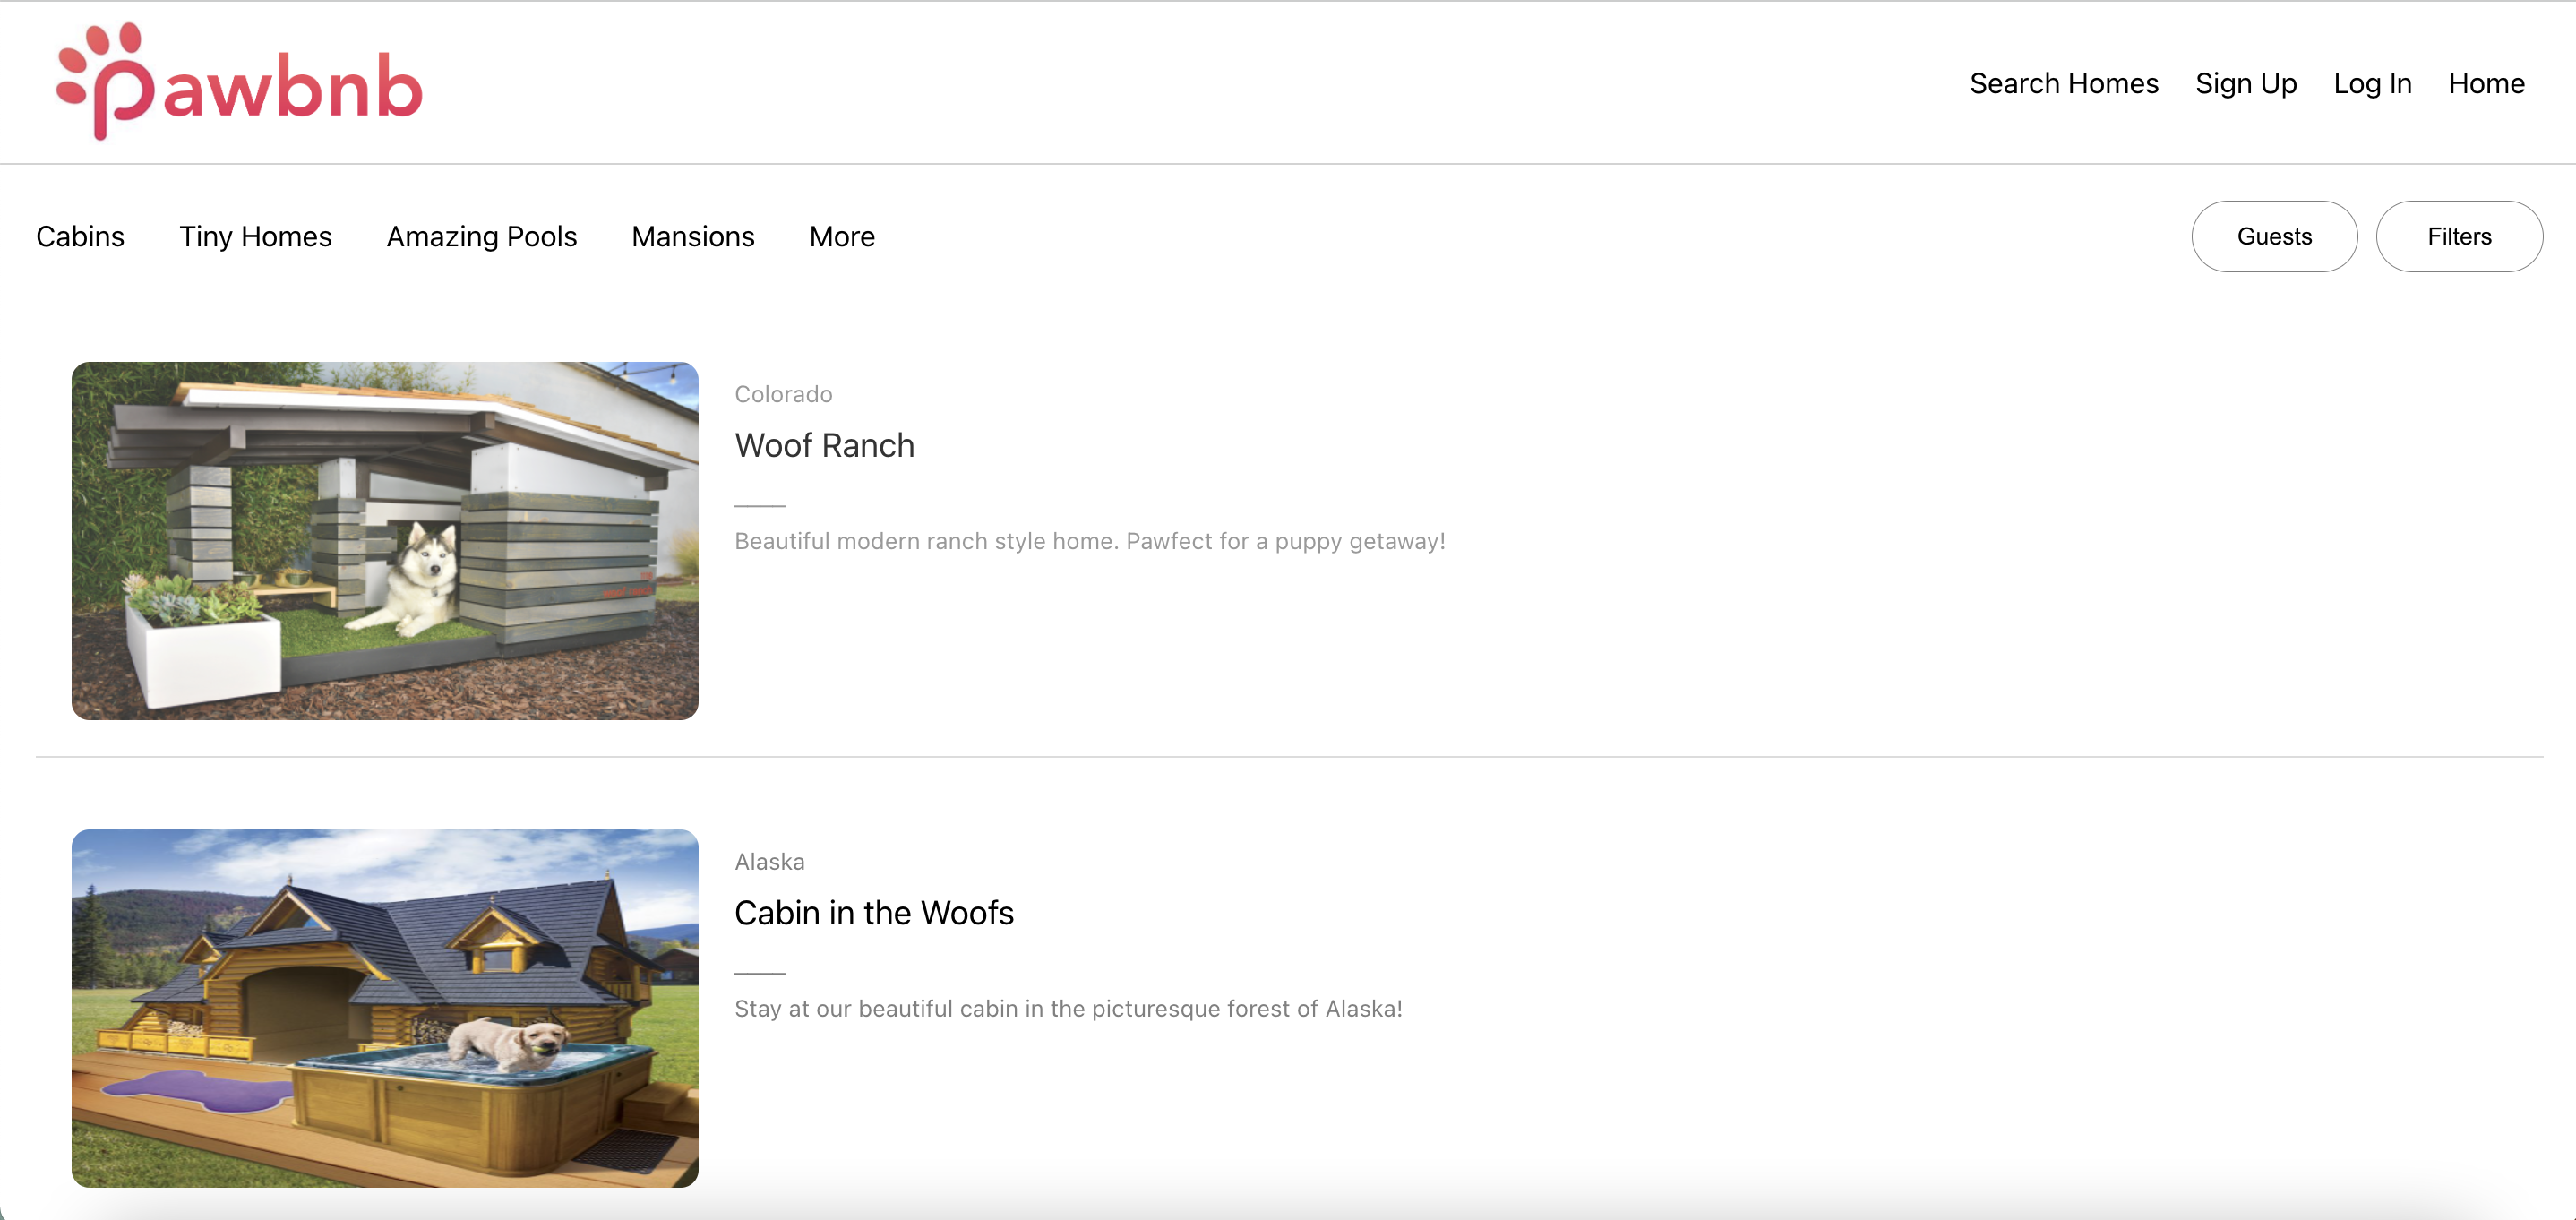 pawbnb
Search Homes Sign Up Log In Home
Cabins Tiny Homes Amazing Pools Mansions More
Guests Filters
Colorado
Woof Ranch
Beautiful modern ranch style home. Pawfect for a puppy getaway!
woof ranch
Alaska
Cabin in the Woofs
Stay at our beautiful cabin in the picturesque forest of Alaska!